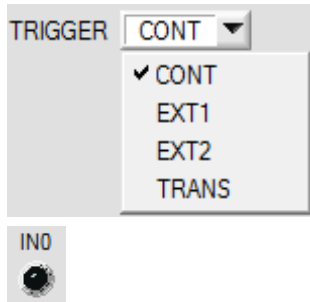 TRIGGER CONT
CONT
EXT1
EXT2
TRANS
IN0